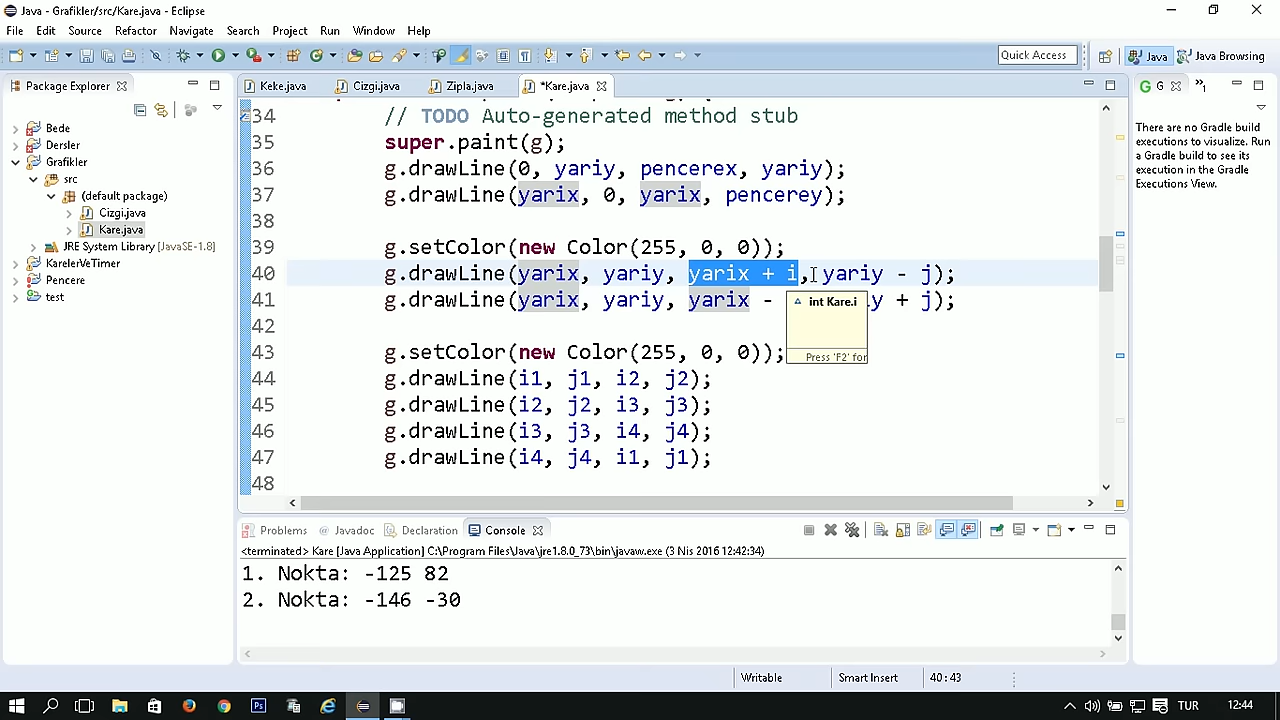 Java - Grafikler/src/Kare.java - Eclipse
File Edit Source Refactor Navigate Search Project Run Window Help
Quick Access
Java
Java Browsing
Package Explorer
Keke.java
Cizgi.java
Zipla.java
*Kare.java
G
1
Bede
Dersler
Grafikler
src
(default package)
Cizgi.java
Kare.java
JRE System Library [JavaSE-1.8]
KarelerVeTimer
Pencere
test
34 // TODO Auto-generated method stub
35 super.paint(g);
36 g.drawLine(0, yariy, pencerex, yariy);
37 g.drawLine(yarix, 0, yarix, pencerey);
38
39 g.setColor(new Color(255, 0, 0));
40 g.drawLine(yarix, yariy, yarix + i, yariy - j);
41 g.drawLine(yarix, yariy, yarix - y + j);
42
43 g.setColor(new Color(255, 0, 0));
44 g.drawLine(i1, j1, i2, j2);
45 g.drawLine(i2, j2, i3, j3);
46 g.drawLine(i3, j3, i4, j4);
47 g.drawLine(i4, j4, i1, j1);
48
int Kare.i
Press 'F2' for
There are no Gradle build
executions to visualize. Run
a Gradle build to see its
execution in the Gradle
Executions View.
Problems @ Javadoc Declaration Console
<terminated> Kare [Java Application] C:\Program Files\Java\jre1.8.0_73\bin\javaw.exe (3 Nis 2016 12:42:34)
1. Nokta: -125 82
2. Nokta: -146 -30
Writable
Smart Insert
40:43
TUR
12:44